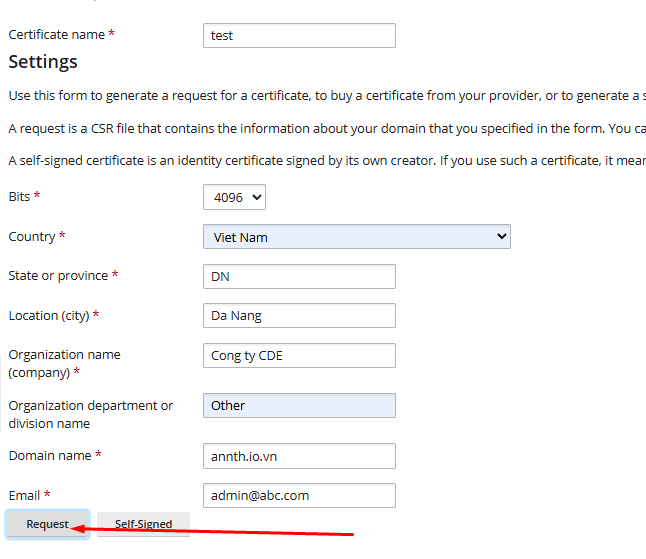 Certificate name * test
Settings
Use this form to generate a request for a certificate, to buy a certificate from your provider, or to generate a s
A request is a CSR file that contains the information about your domain that you specified in the form. You ca
A self-signed certificate is an identity certificate signed by its own creator. If you use such a certificate, it mear
Bits * 4096
Country * Viet Nam
State or province * DN
Location (city) * Da Nang
Organization name
(company) * Cong ty CDE
Organization department or
division name Other
Domain name * annth.io.vn
Email * admin@abc.com
Request Self-Signed